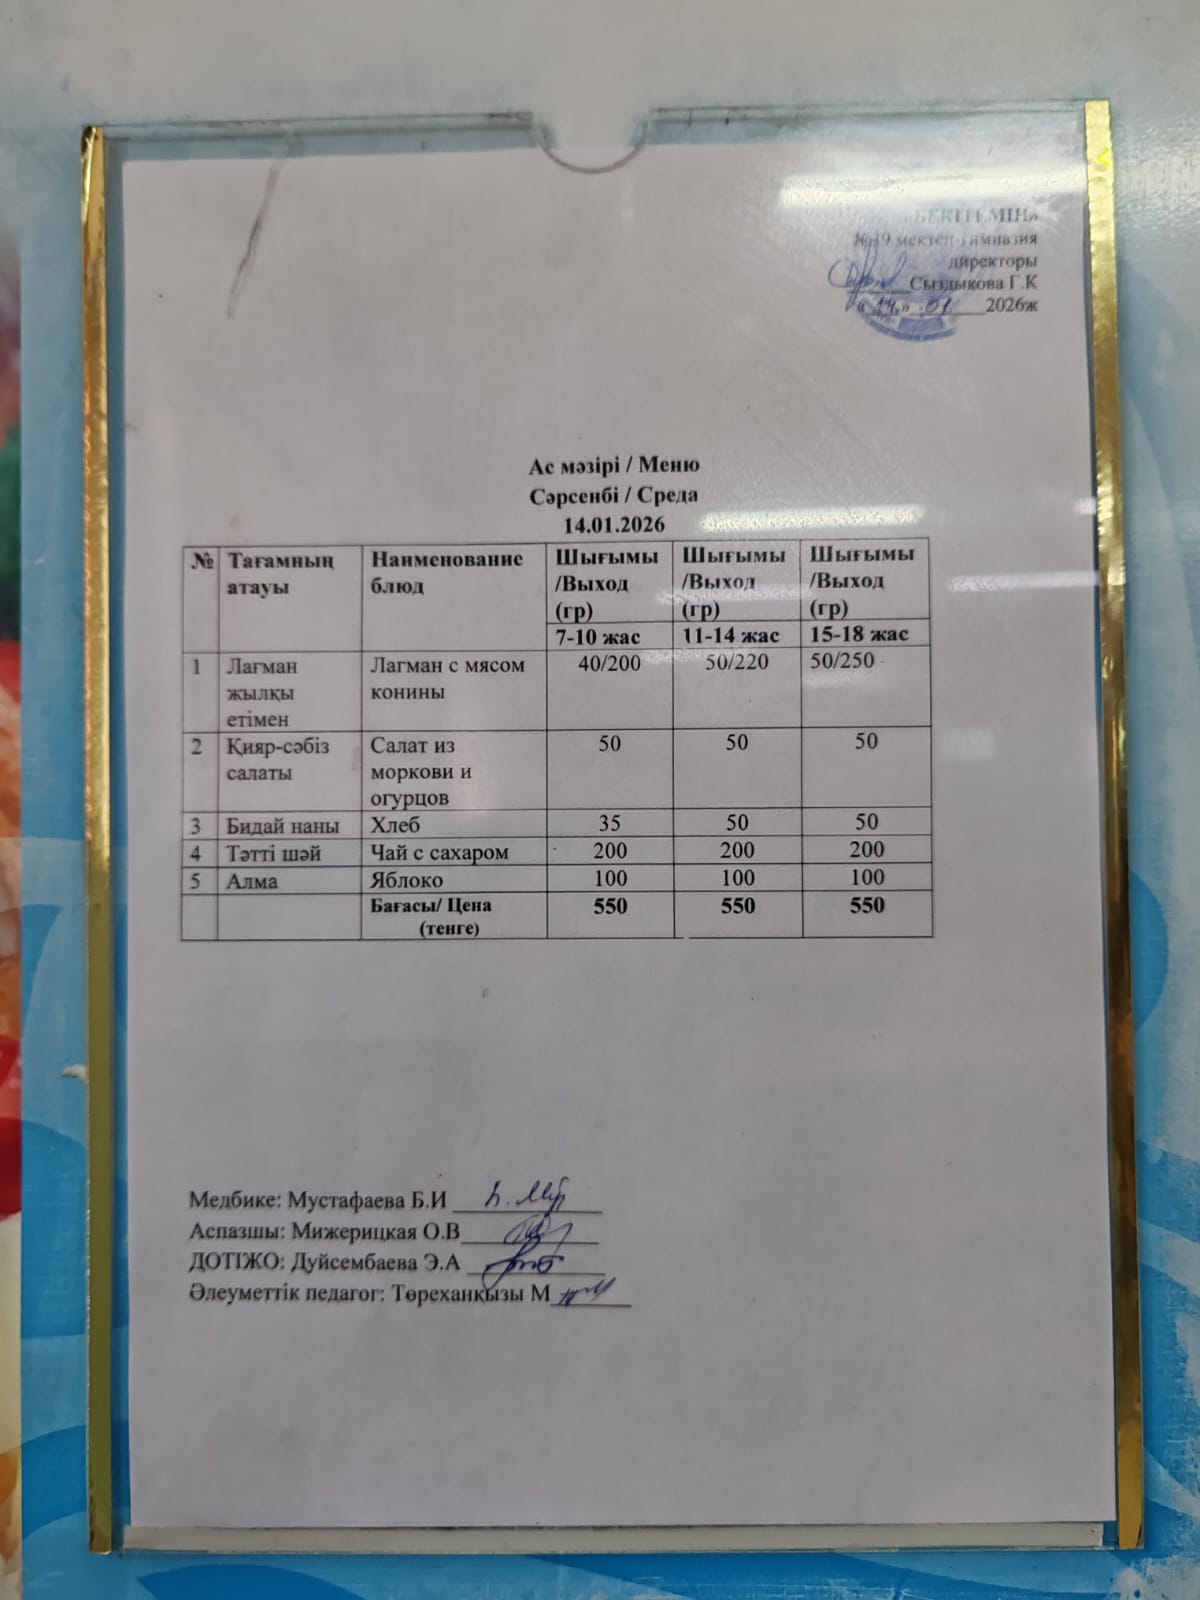 «БЕКІТЕМІН»
№39 мектеп-гимназия
директоры
Сыздыкова Г.К
«14» 01 2026ж
Ас мәзірі / Меню
Сәрсенбі / Среда
14.01.2026
№ Тағамның атауы Наименование блюд Шығымы /Выход (гр) Шығымы /Выход (гр) Шығымы /Выход (гр)
7-10 жас 11-14 жас 15-18 жас
1 Лағман жылқы етімен Лагман с мясом конины 40/200 50/220 50/250
2 Қияр-сәбіз салаты Салат из моркови и огурцов 50 50 50
3 Бидай наны Хлеб 35 50 50
4 Тәтті шәй Чай с сахаром 200 200 200
5 Алма Яблоко 100 100 100
Бағасы/ Цена (тенге) 550 550 550
Медбике: Мустафаева Б.И
Аспазшы: Мижерицкая О.В
ДОТІЖО: Дуйсембаева Э.А
Әлеуметтік педагог: Төреханқызы М